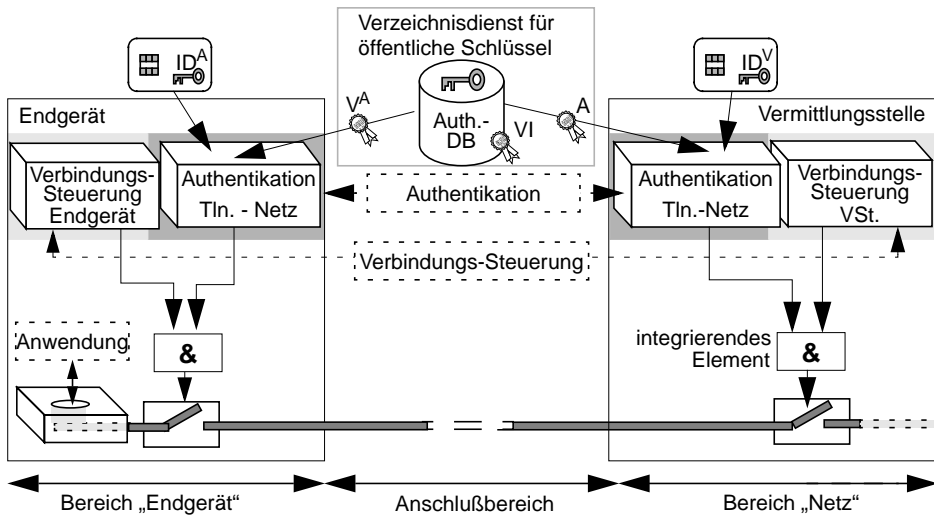 Verzeichnisdienst für
öffentliche Schlüssel
ID^A
ID^V
Endgerät
V^A
Auth.-
DB
VI
A
Vermittlungsstelle
Verbindungs-
Steuerung
Endgerät
Authentikation
Tln. - Netz
Authentikation
Authentikation
Tln.-Netz
Verbindungs-
Steuerung
VSt.
Verbindungs-Steuerung
Anwendung
&
integrierendes
Element
&
Bereich „Endgerät“
Anschlußbereich
Bereich „Netz”